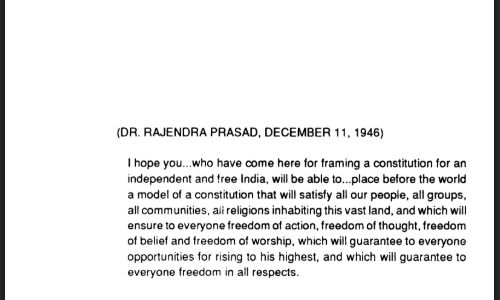 (DR. RAJENDRA PRASAD, DECEMBER 11, 1946)
I hope you...who have come here for framing a constitution for an
independent and free India, will be able to...place before the world
a model of a constitution that will satisfy all our people, all groups,
all communities, all religions inhabiting this vast land, and which will
ensure to everyone freedom of action, freedom of thought, freedom
of belief and freedom of worship, which will guarantee to everyone
opportunities for rising to his highest, and which will guarantee to
everyone freedom in all respects.